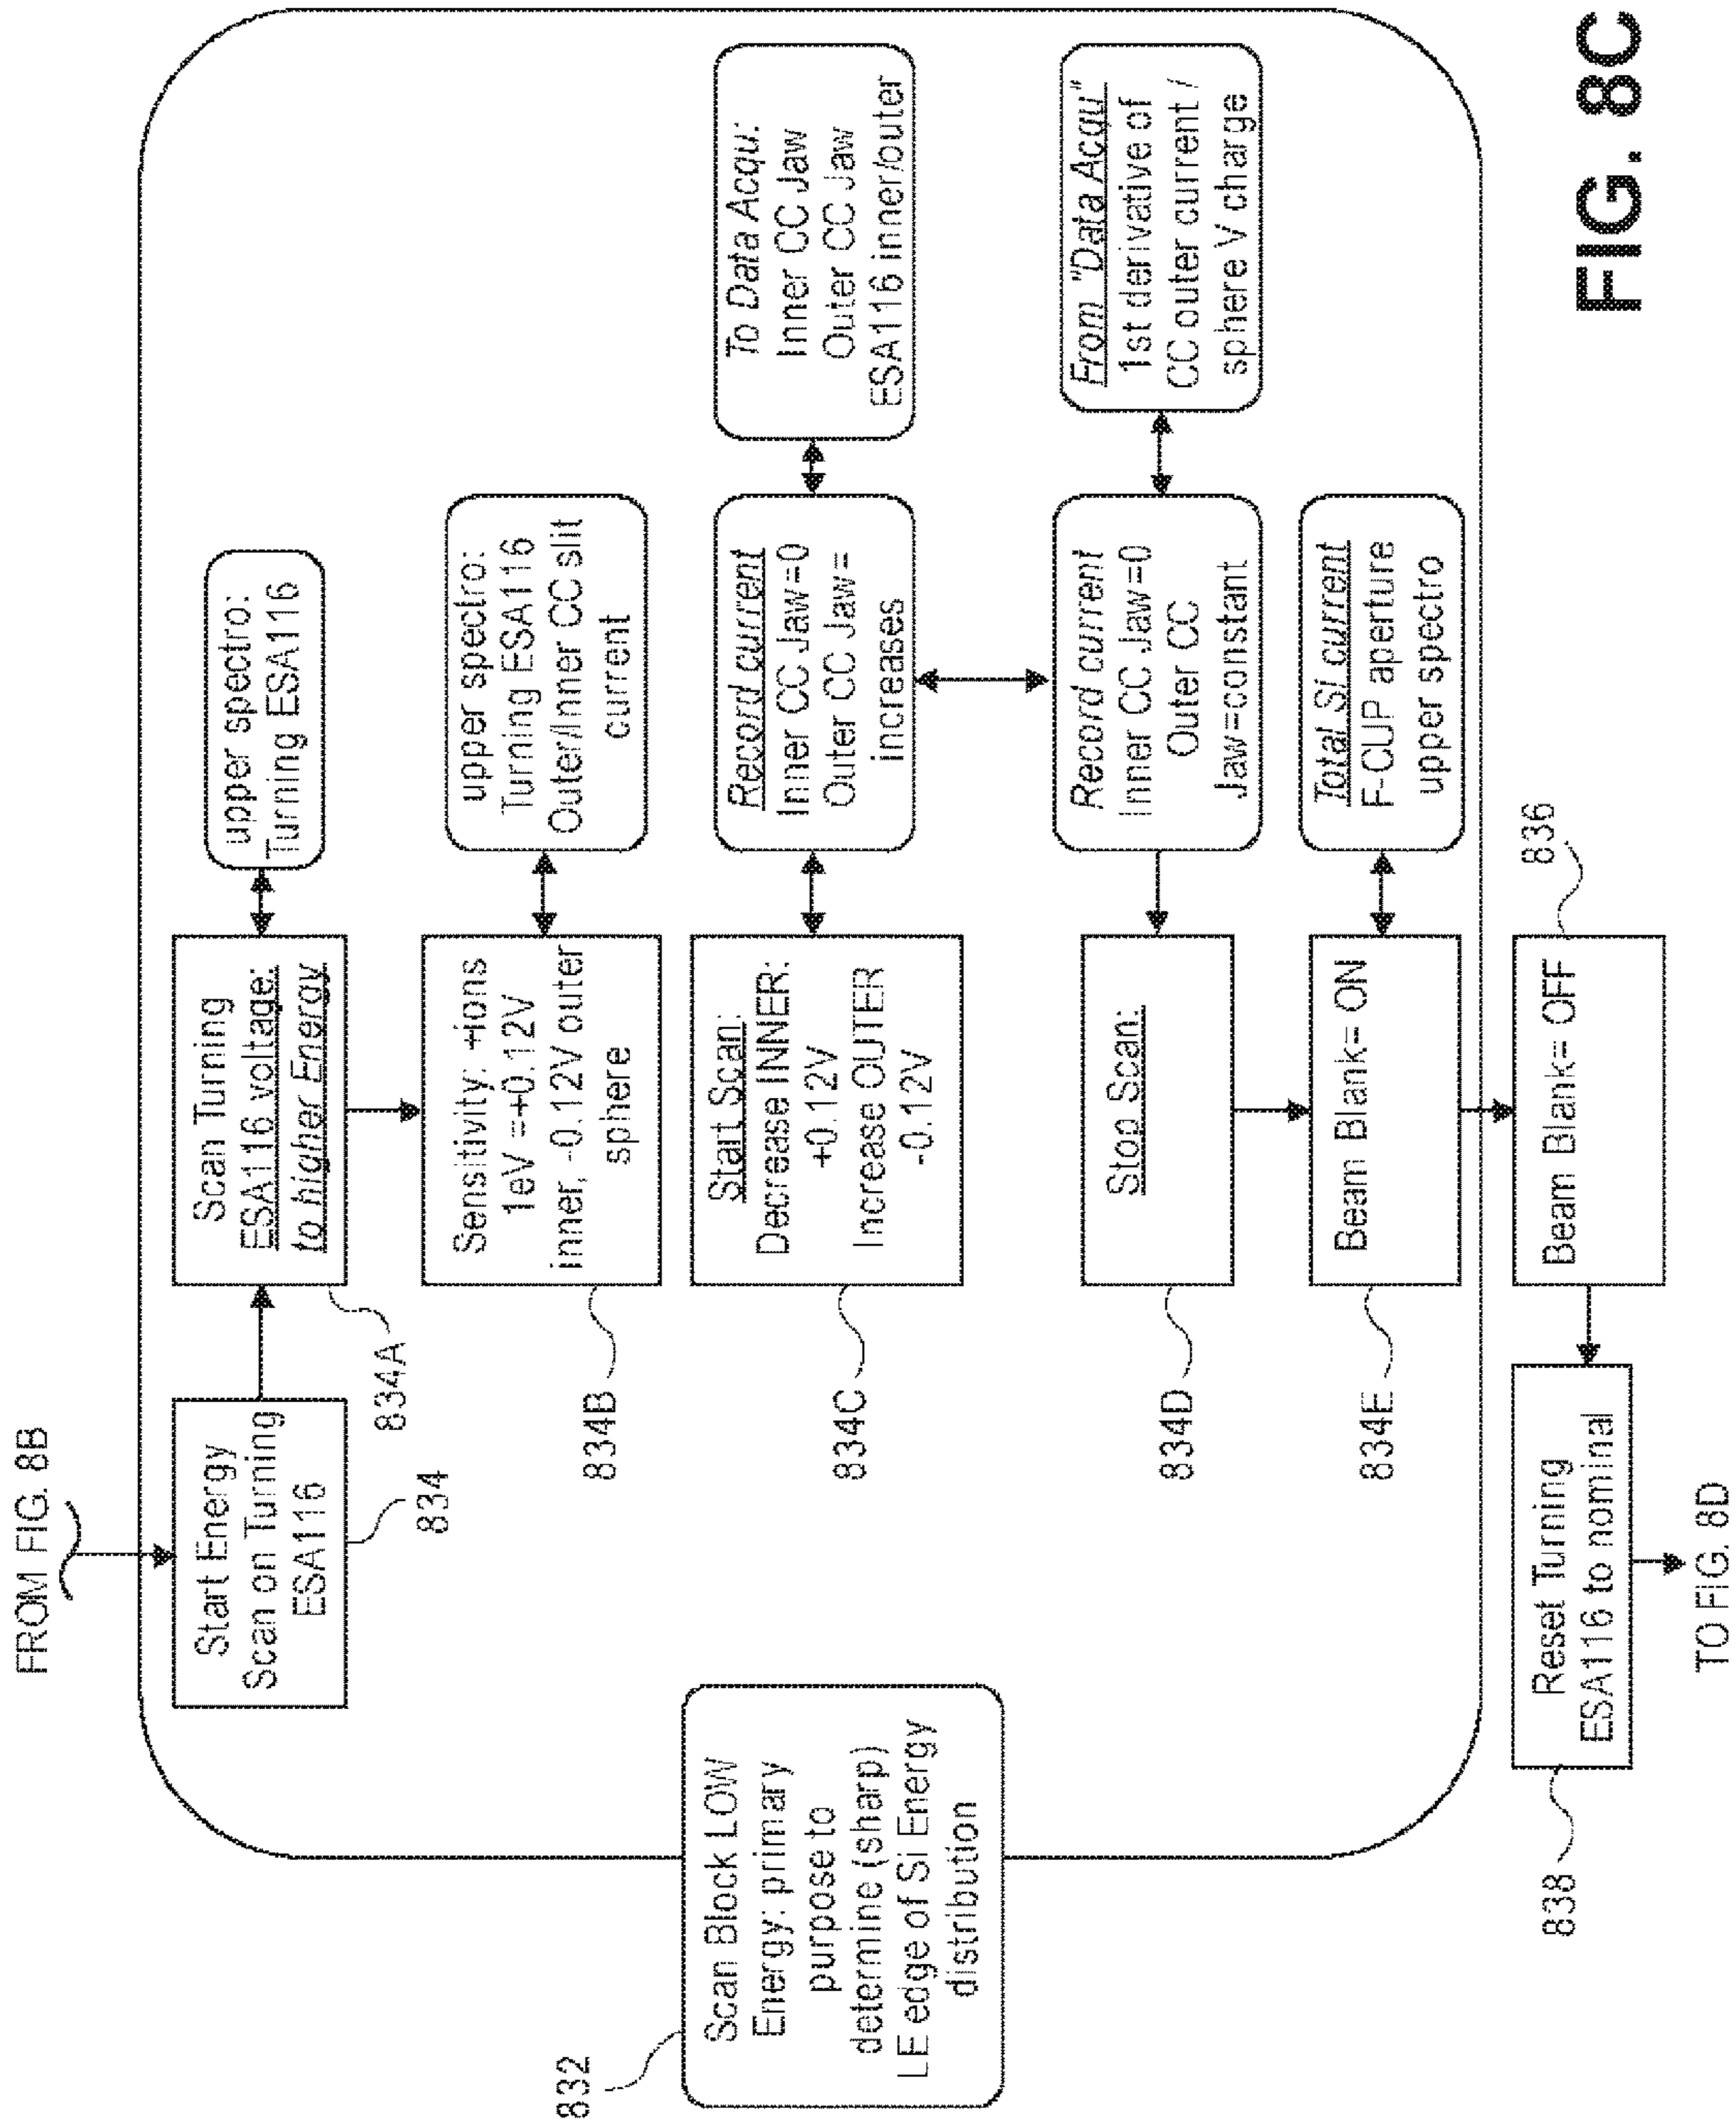 FROM FIG. 8B
Start Energy
Scan on Turning
ESA116
834
Scan Turning
ESA116 voltage:
to higher Energy
834A
upper spectro:
Turning ESA116
832
Scan Block LOW
Energy: primary
purpose to
determine (sharp)
LE edge of Si Energy
distribution
Sensitivity: +ions
1eV =+0.12V
inner, -0.12V outer
sphere
834B
upper spectro:
Turning ESA116
Outer/Inner CC slit
current
Start Scan:
Decrease INNER:
+0.12V
Increase OUTER
-0.12V
834C
Record current
Inner CC Jaw=0
Outer CC Jaw=
increases
To Data Acqu:
Inner CC Jaw
Outer CC Jaw
ESA116 inner/outer
Stop Scan:
834D
Record current
Inner CC Jaw=0
Outer CC
Jaw=constant
From "Data Acqu"
1st derivative of
CC outer current /
sphere V charge
Beam Blank= ON
834E
Total Si current
F-CUP aperture
upper spectro
Beam Blank= OFF
836
Reset Turning
ESA116 to nominal
838
TO FIG. 8D
FIG. 8C